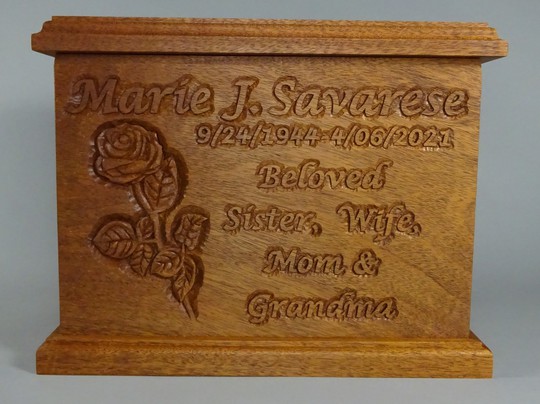 Marie J. Savarese
9/24/1944-4/06/2021
Beloved
Sister, Wife,
Mom &
Grandma